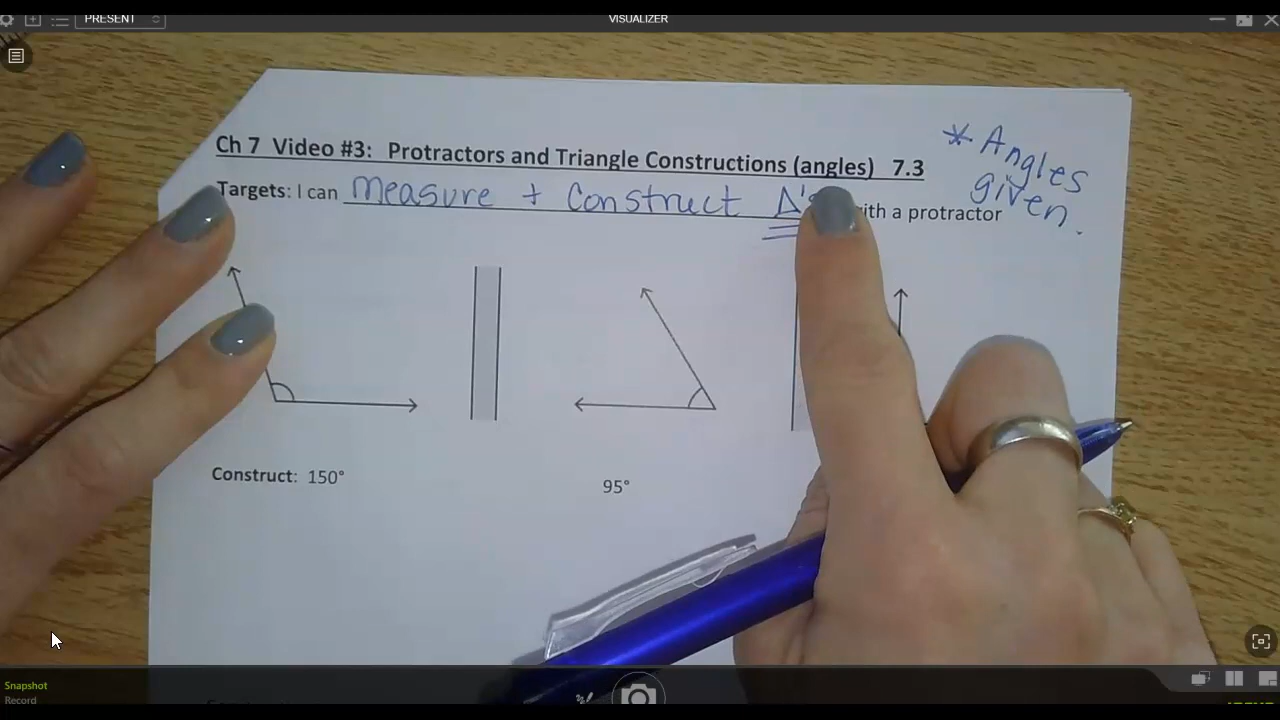 PRESENT
VISUALIZER
Ch 7 Video #3: Protractors and Triangle Constructions (angles) 7.3
* Angles
given.
Targets: I can measure + construct Δ's with a protractor
Construct: 150°
95°
Snapshot
Record